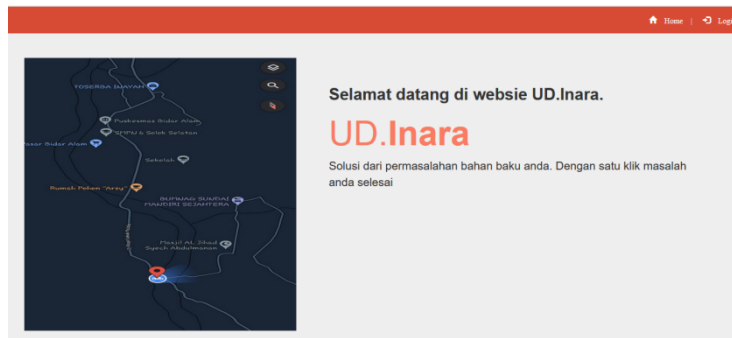 Home | Logi
TOSERBA INAYAH
Puskesmas Bidar Alam
SMPN 6 Solok Selatan
Pasar Bidar Alam
Sekolah
Rumah Pohon "Arey"
BUMNAG SUNDAI
MANDIRI SEJAHTERA
Masjid AL Jihad
Syech Abdulmanan
Selamat datang di websie UD.Inara.
UD.Inara
Solusi dari permasalahan bahan baku anda. Dengan satu klik masalah
anda selesai